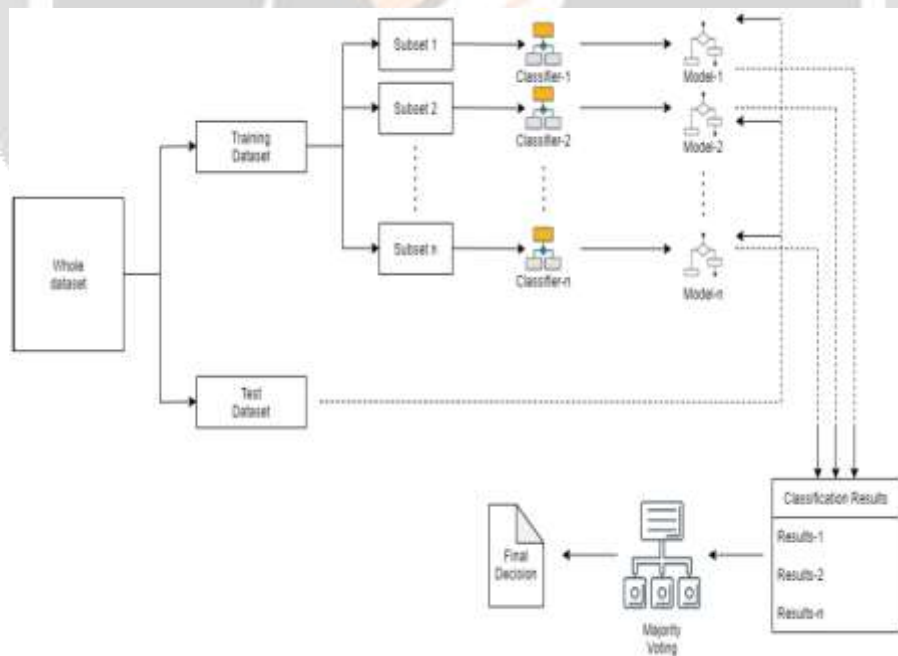 Subset 1
Classifier-1
Model-1
Subset 2
Classifier-2
Model-2
Training
Dataset
Subset n
Classifier-n
Model-n
Whole
dataset
Test
Dataset
Classification Results
Results-1
Results-2
Results-n
Majority
Voting
Final
Decision